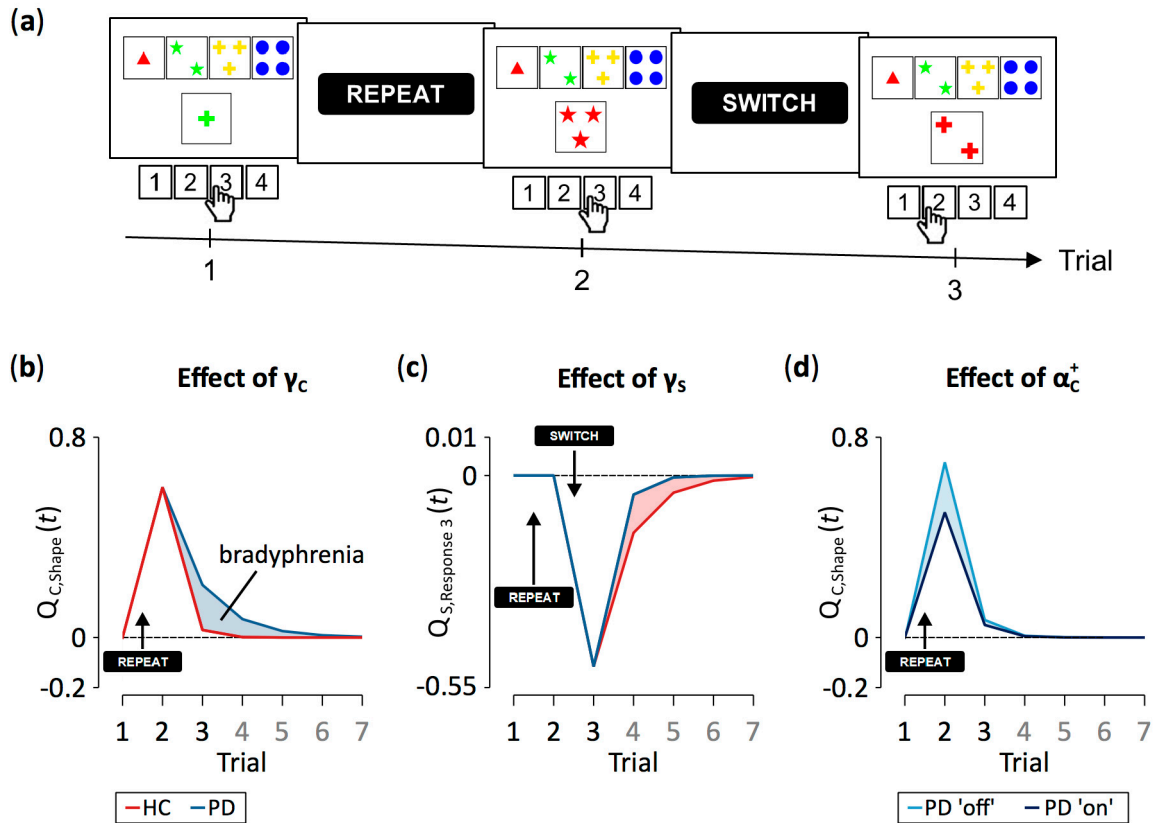 (a)
REPEAT
SWITCH
1 2 3 4
1 2 3 4
1 2 3 4
1
2
3
Trial
(b)
Effect of γC
0.8
0
-0.2
QC,Shape (t)
bradyphrenia
REPEAT
1 2 3 4 5 6 7
Trial
HC PD
(c)
Effect of γS
0.01
0
-0.55
QS,Response 3 (t)
SWITCH
REPEAT
1 2 3 4 5 6 7
Trial
(d)
Effect of αC+
0.8
0
-0.2
QC,Shape (t)
REPEAT
1 2 3 4 5 6 7
Trial
PD 'off' PD 'on'